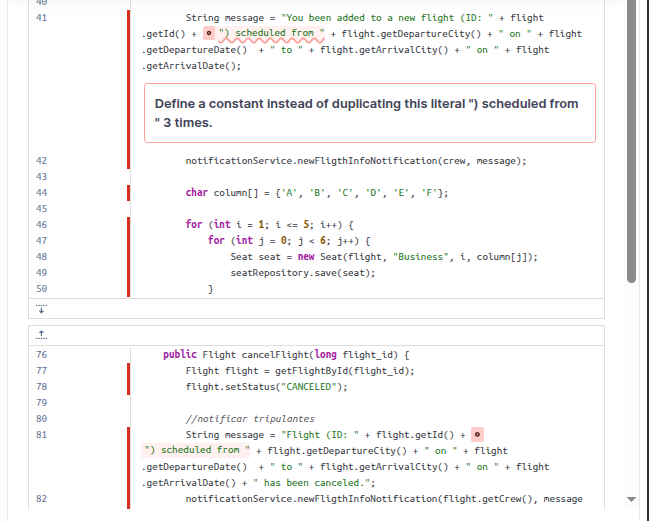 40
41 String message = "You been added to a new flight (ID: " + flight
.getId() + ") scheduled from " + flight.getDepartureCity() + " on " + flight
.getDepartureDate()  + " to " + flight.getArrivalCity() + " on " + flight
.getArrivalDate();
Define a constant instead of duplicating this literal ") scheduled from
" 3 times.
42 notificationService.newFligthInfoNotification(crew, message);
43
44 char column[] = {'A', 'B', 'C', 'D', 'E', 'F'};
45
46 for (int i = 1; i <= 5; i++) {
47 for (int j = 0; j < 6; j++) {
48 Seat seat = new Seat(flight, "Business", i, column[j]);
49 seatRepository.save(seat);
50 }
76 public Flight cancelFlight(long flight_id) {
77 Flight flight = getFlightById(flight_id);
78 flight.setStatus("CANCELED");
79
80 //notificar tripulantes
81 String message = "Flight (ID: " + flight.getId() +
") scheduled from " + flight.getDepartureCity() + " on " + flight
.getDepartureDate()  + " to " + flight.getArrivalCity() + " on " + flight
.getArrivalDate() + " has been canceled.";
82 notificationService.newFligthInfoNotification(flight.getCrew(), message